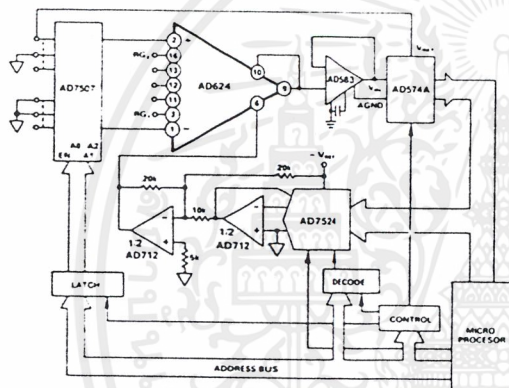 AD7507
A0 A2
EN A1
2
+
16
13
12
11
3
1
-
RG₁
RG₂
AD624
10
9
6
AD583
VIN
AGND
VREF
AD574A
20k
20k
-VREF
10k
-
+
1:2
AD712
5k
-
+
1:2
AD712
AD7524
LATCH
DECODE
CONTROL
MICRO
PROCESOR
ADDRESS BUS